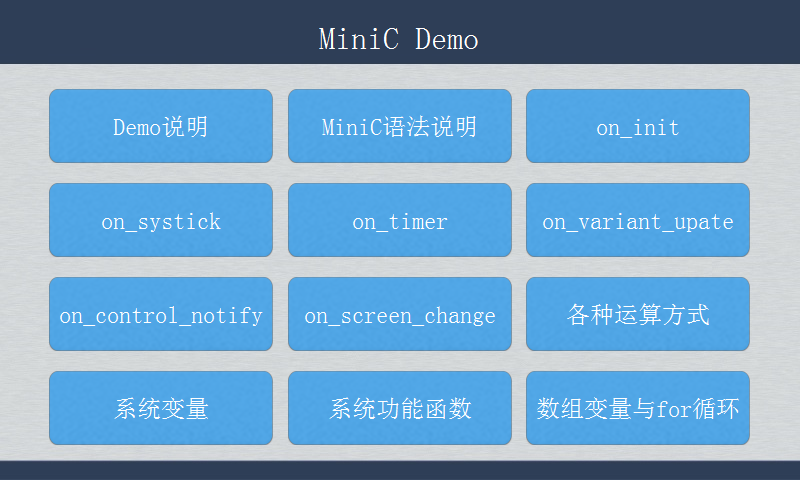 MiniC Demo
Demo说明
MiniC语法说明
on_init
on_systick
on_timer
on_variant_upate
on_control_notify
on_screen_change
各种运算方式
系统变量
系统功能函数
数组变量与for循环